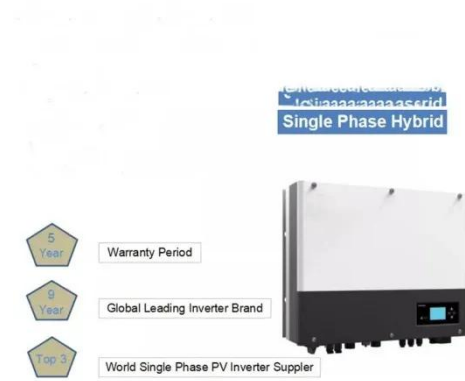 Single Phase Hybrid
5
Year
Warranty Period
9
Year
Global Leading Inverter Brand
Top 3
World Single Phase PV Inverter Suppler